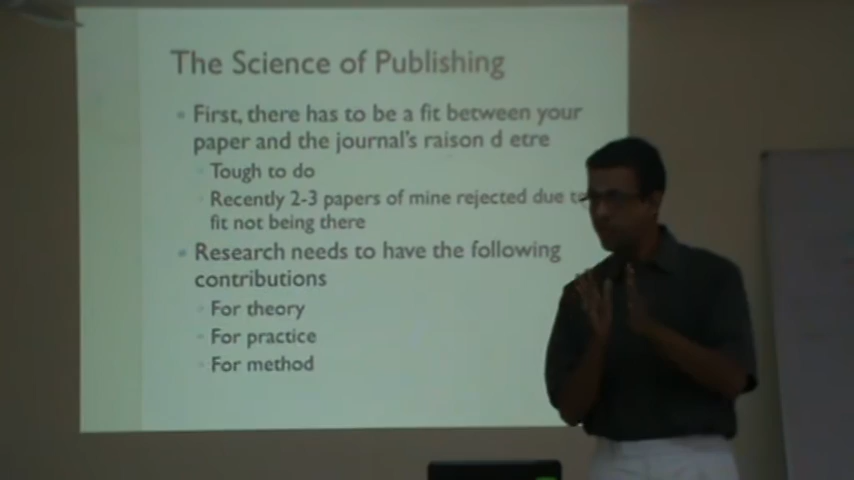 The Science of Publishing
First, there has to be a fit between your
paper and the journal's raison d etre
Tough to do
Recently 2-3 papers of mine rejected due
fit not being there
Research needs to have the following
contributions
For theory
For practice
For method